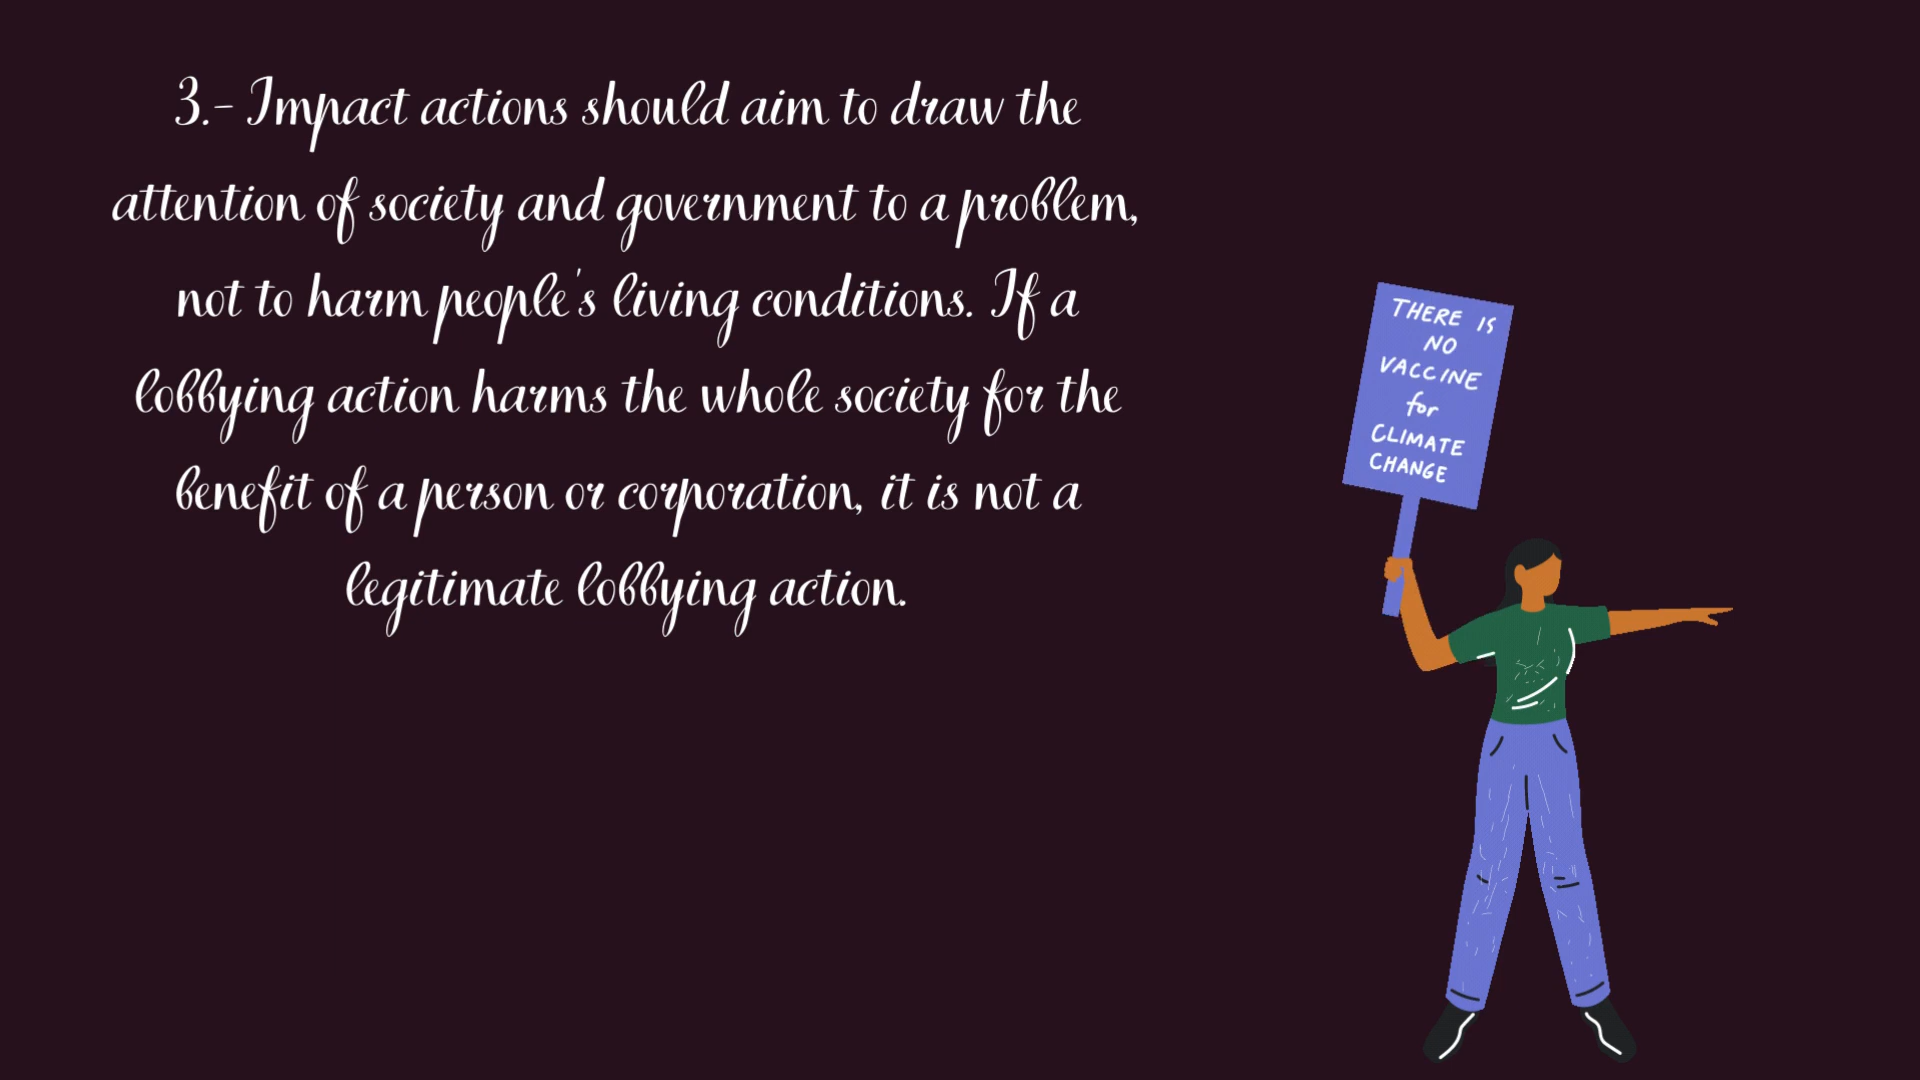 3.- Impact actions should aim to draw the
attention of society and government to a problem,
not to harm people's living conditions. If a
lobbying action harms the whole society for the
benefit of a person or corporation, it is not a
legitimate lobbying action.
THERE IS
NO
VACCINE
for
CLIMATE
CHANGE